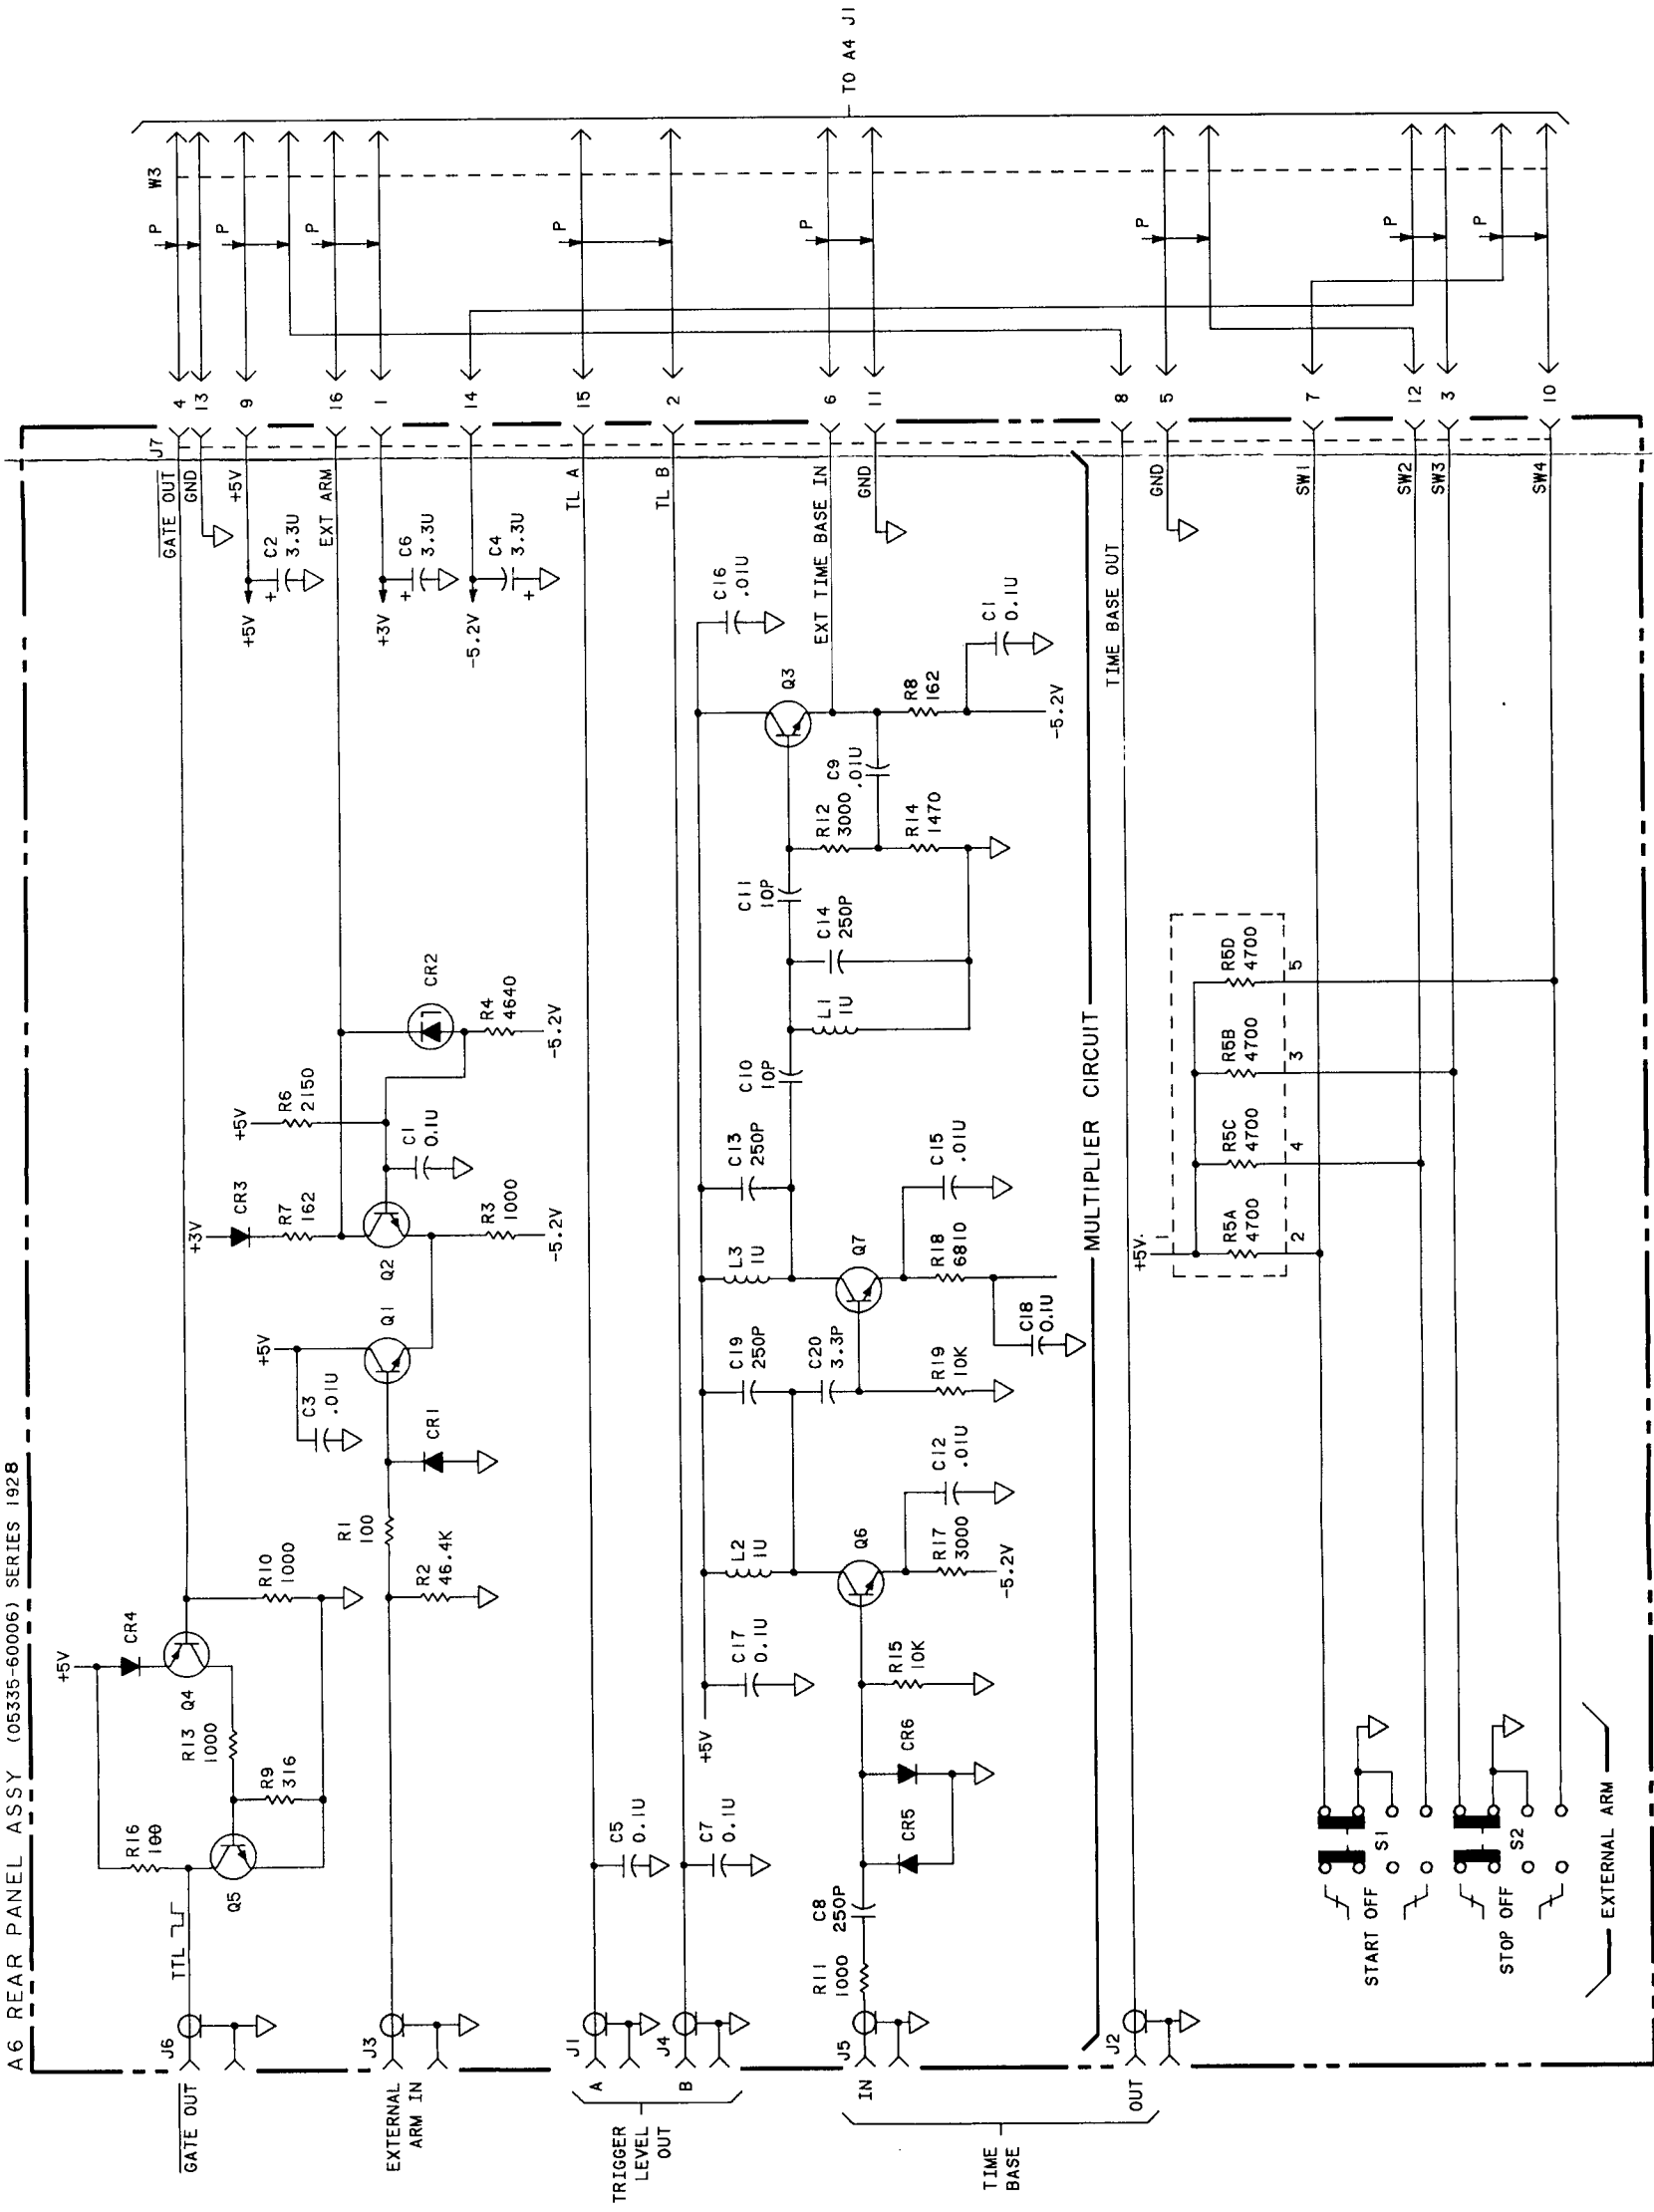 A6 REAR PANEL ASSY (05335-60006) SERIES 1928
GATE OUT
J6
TTL
R16
100
Q5
R9
316
R13
1000
Q4
CR4
+5V
R10
1000
GATE OUT
J7
4
GND
13
+5V
9
+5V
C2
3.3U
+
EXTERNAL
ARM IN
J3
R2
46.4K
R1
100
CR1
C3
.01U
+5V
Q1
Q2
+3V
CR3
R7
162
R3
1000
-5.2V
C1
0.1U
+5V
R6
2150
CR2
R4
4640
-5.2V
EXT ARM
16
+3V
C6
3.3U
+
1
-5.2V
C4
3.3U
+
14
TRIGGER
LEVEL
OUT
A
J1
C5
0.1U
TL A
15
B
J4
C7
0.1U
TL B
2
TIME
BASE
IN
J5
R11
1000
C8
250P
CR5
CR6
R15
10K
+5V
C17
0.1U
L2
1U
Q6
R17
3000
-5.2V
C12
.01U
C19
250P
C20
3.3P
R19
10K
L3
1U
Q7
R18
6810
C18
0.1U
C13
250P
C15
.01U
C10
10P
L1
1U
C14
250P
C11
10P
R12
3000
R14
1470
C9
.01U
Q3
R8
162
-5.2V
C1
0.1U
C16
.01U
EXT TIME BASE IN
6
GND
11
MULTIPLIER CIRCUIT
OUT
J2
TIME BASE OUT
8
GND
5
+5V
1
R5A
4700
2
R5C
4700
4
R5B
4700
3
R5D
4700
5
SW1
7
SW2
12
SW3
3
SW4
10
START OFF
S1
STOP OFF
S2
EXTERNAL ARM
W3
P
P
P
P
P
P
P
P
TO A4 J1